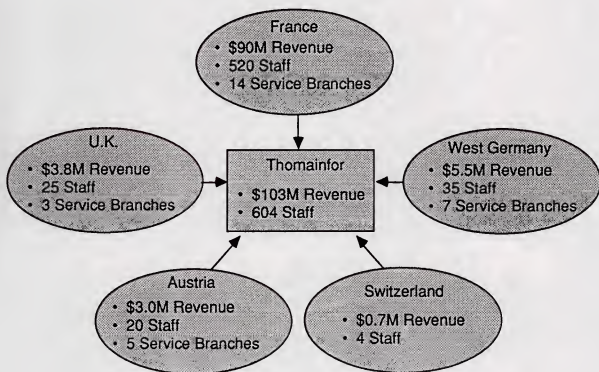 France
• $90M Revenue
• 520 Staff
• 14 Service Branches
U.K.
• $3.8M Revenue
• 25 Staff
• 3 Service Branches
Thomainfor
• $103M Revenue
• 604 Staff
West Germany
• $5.5M Revenue
• 35 Staff
• 7 Service Branches
Austria
• $3.0M Revenue
• 20 Staff
• 5 Service Branches
Switzerland
• $0.7M Revenue
• 4 Staff